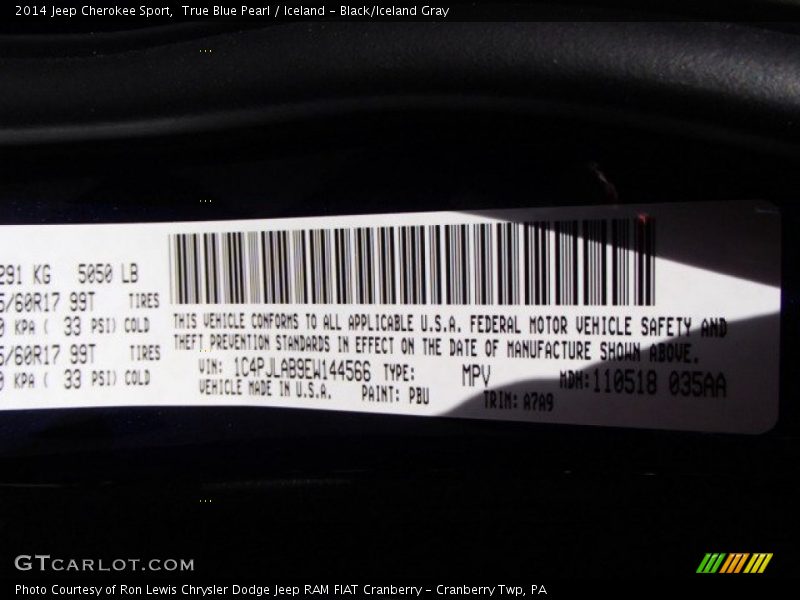 2014 Jeep Cherokee Sport,  True Blue Pearl / Iceland - Black/Iceland Gray
291 KG 5050 LB
5/60R17 99T TIRES
0 KPA ( 33 PSI) COLD
5/60R17 99T TIRES
0 KPA ( 33 PSI) COLD
THIS VEHICLE CONFORMS TO ALL APPLICABLE U.S.A. FEDERAL MOTOR VEHICLE SAFETY AND
THEFT PREVENTION STANDARDS IN EFFECT ON THE DATE OF MANUFACTURE SHOWN ABOVE.
VIN: 1C4PJLAB9EW144566 TYPE: MPV MDH: 110518 035AA
VEHICLE MADE IN U.S.A. PAINT: PBU TRIM: A7A9
GTCARLOT.COM
Photo Courtesy of Ron Lewis Chrysler Dodge Jeep RAM FIAT Cranberry - Cranberry Twp, PA